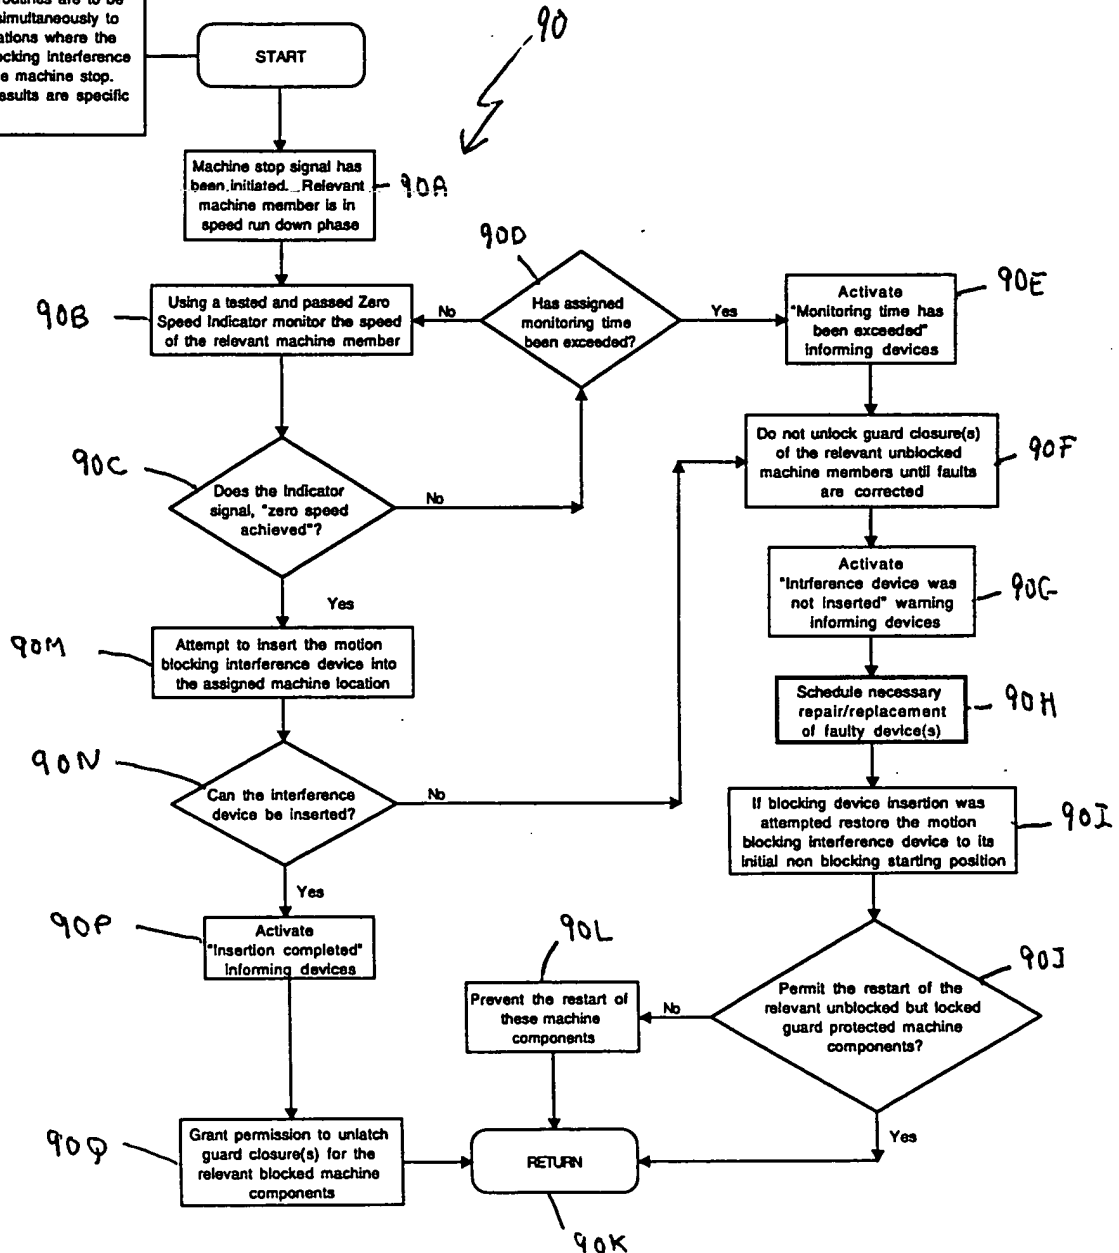 simultaneously to
ations where the
ocking interference
e machine stop.
esults are specific
START
90
Machine stop signal has
been initiated. Relevant
machine member is in
speed run down phase
90A
90B
Using a tested and passed Zero
Speed Indicator monitor the speed
of the relevant machine member
90D
Has assigned
monitoring time
been exceeded?
No
Yes
Activate
"Monitoring time has
been exceeded"
informing devices
90E
90C
Does the Indicator
signal, "zero speed
achieved"?
No
Yes
Do not unlock guard closure(s)
of the relevant unblocked
machine members until faults
are corrected
90F
Activate
"Intrference device was
not inserted" warning
informing devices
90G
90M
Attempt to insert the motion
blocking interference device into
the assigned machine location
Schedule necessary
repair/replacement
of faulty device(s)
90H
90N
Can the interference
device be inserted?
No
Yes
If blocking device insertion was
attempted restore the motion
blocking interference device to its
initial non blocking starting position
90I
90P
Activate
"Insertion completed"
informing devices
90L
Prevent the restart of
these machine
components
No
Permit the restart of the
relevant unblocked but locked
guard protected machine
components?
90J
Yes
90Q
Grant permission to unlatch
guard closure(s) for the
relevant blocked machine
components
RETURN
90K